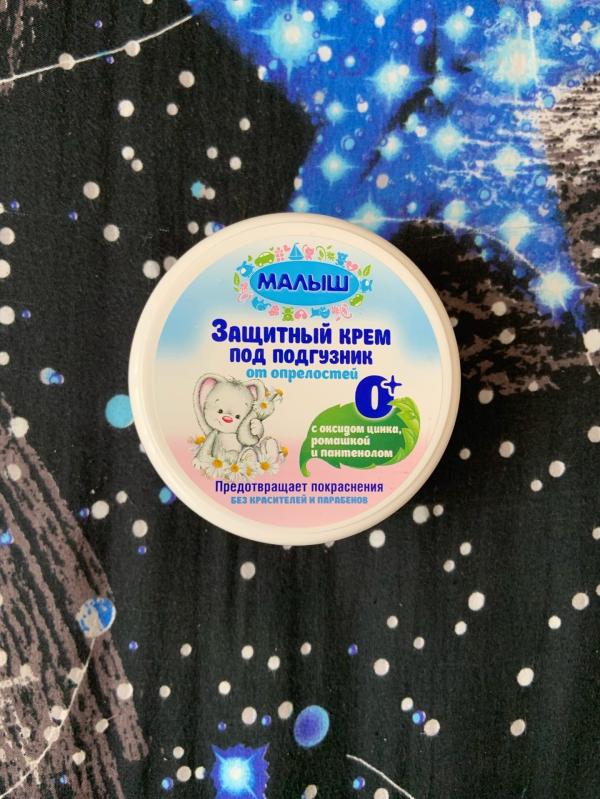 МАЛЫШ
ЗАЩИТНЫЙ КРЕМ
ПОД ПОДГУЗНИК
от опрелостей
0+
с оксидом цинка,
ромашкой
и пантенолом
Предотвращает покраснения
БЕЗ КРАСИТЕЛЕЙ И ПАРАБЕНОВ